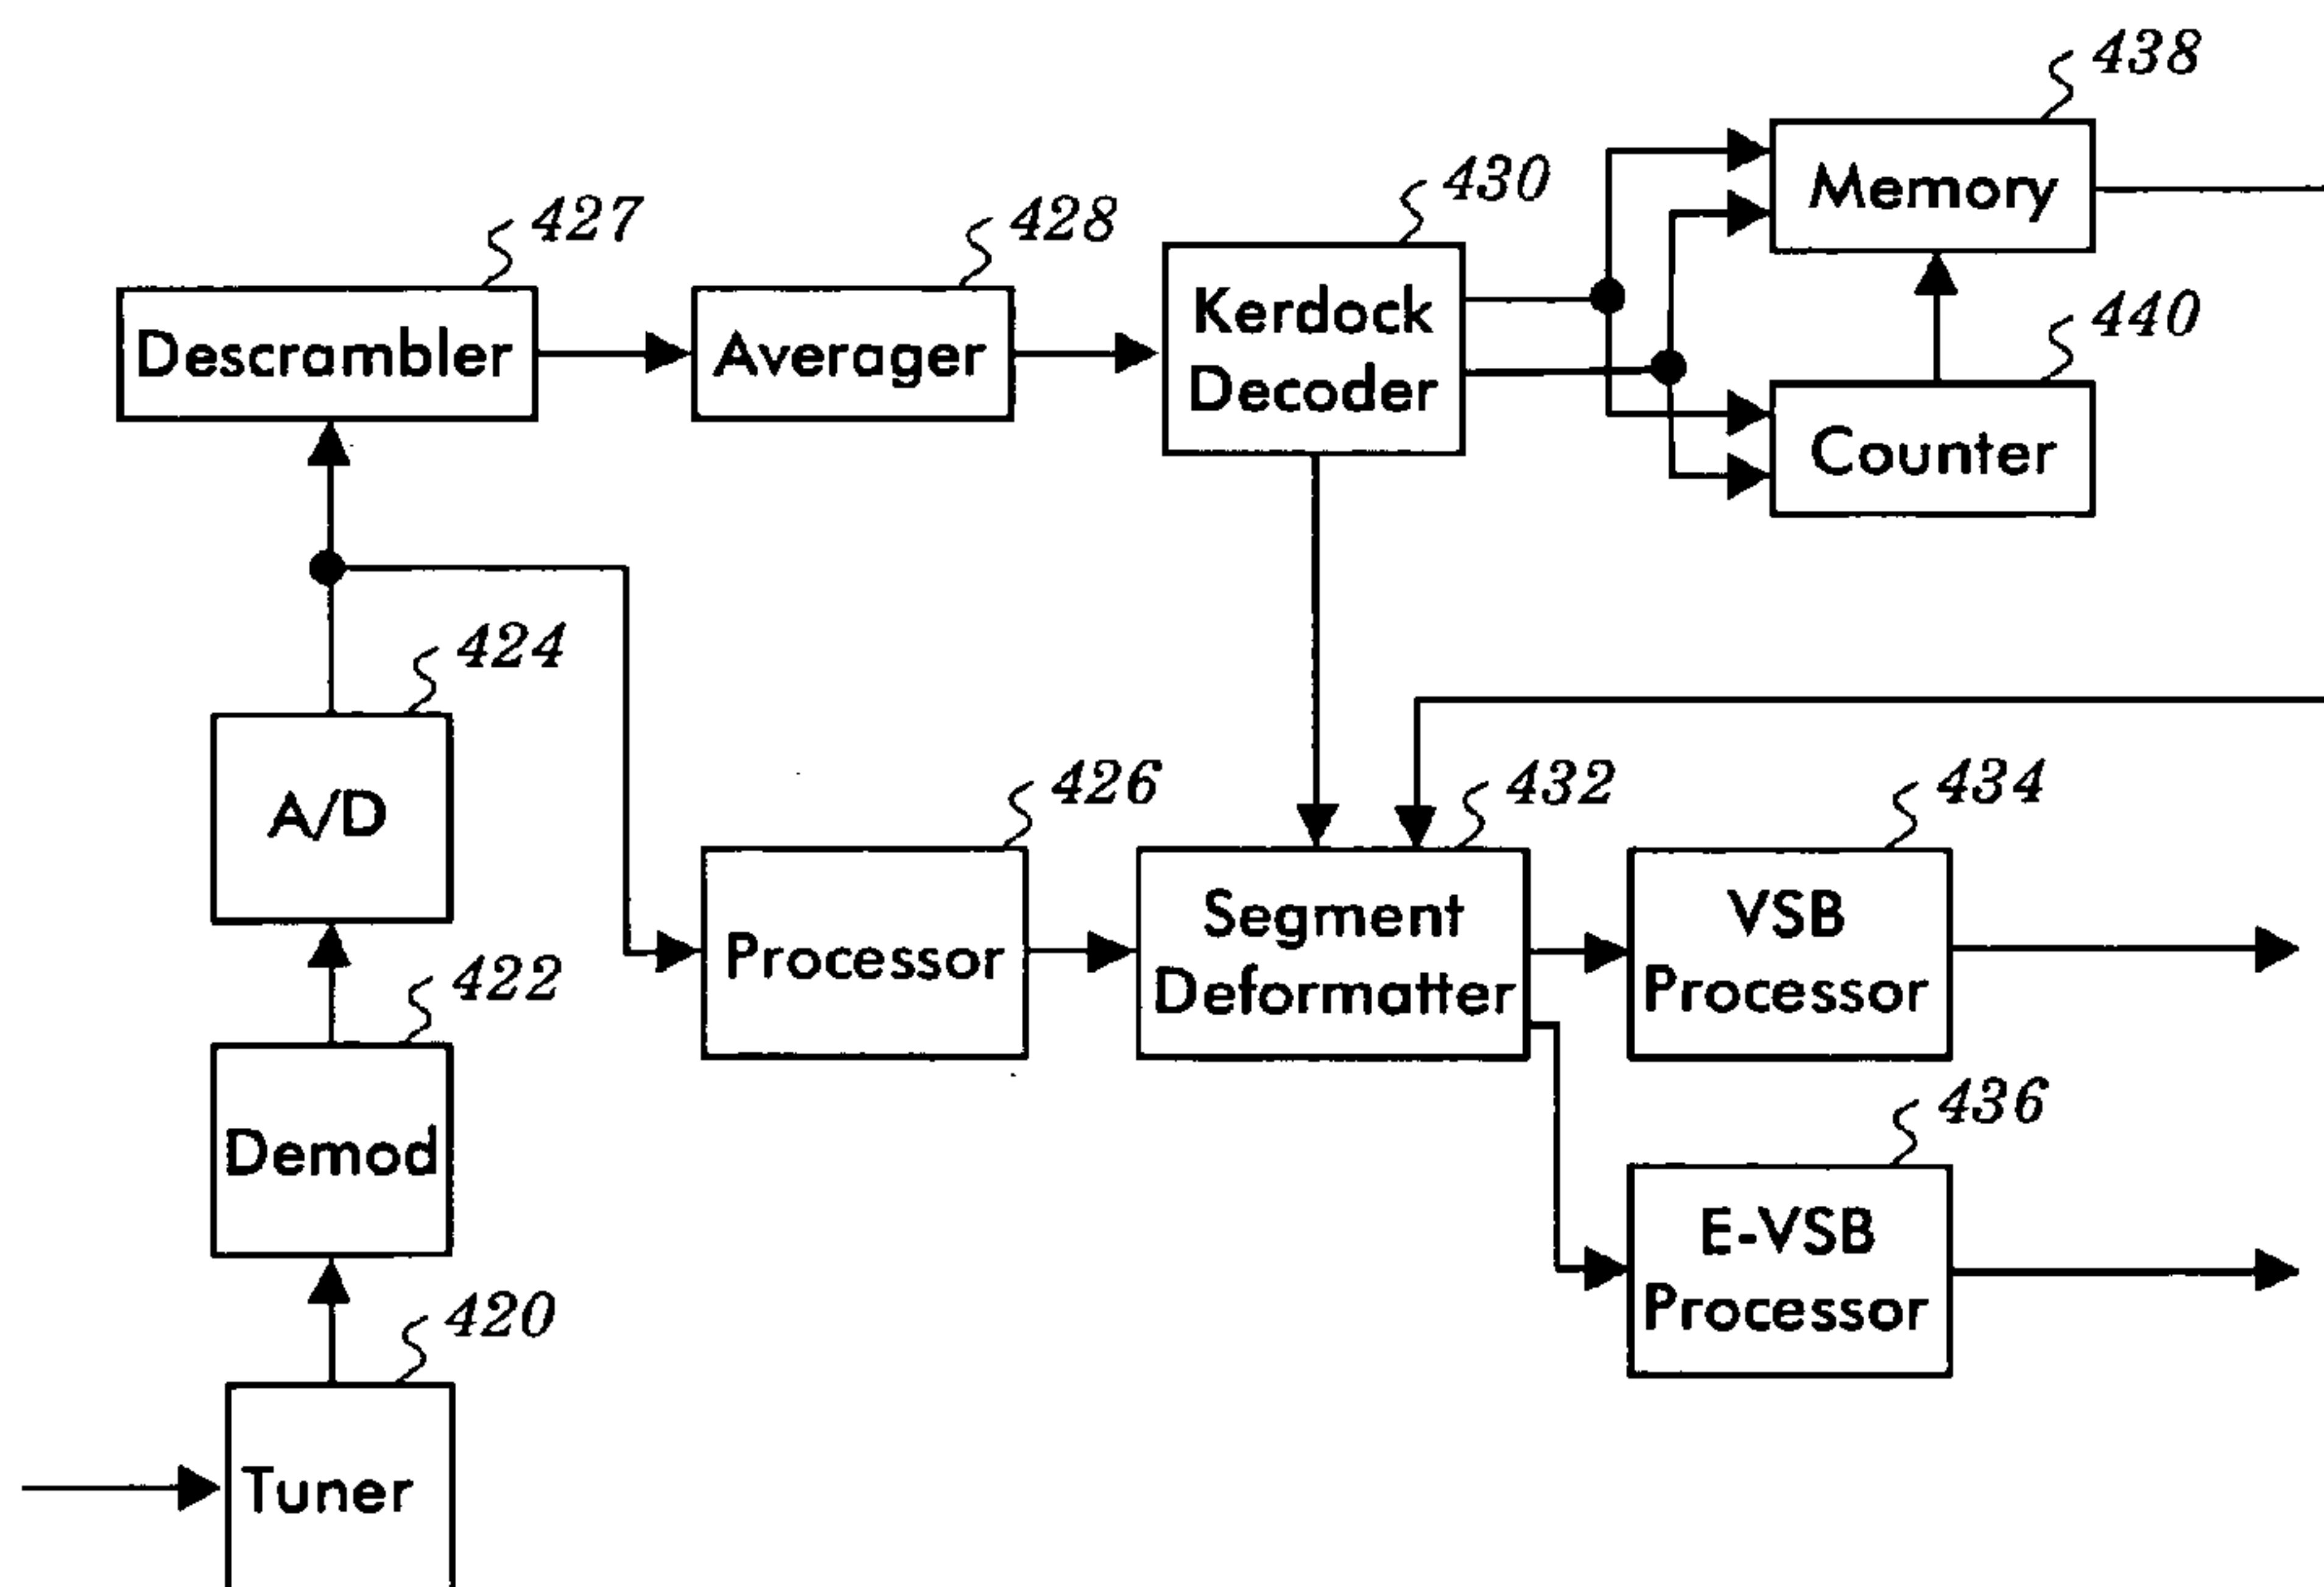 438
430
427
428
Memory
Kerdock
Decoder
440
Descrambler
Averager
Counter
424
426
432
434
A/D
Segment
Deformatter
VSB
Processor
Processor
422
436
Demod
E-VSB
Processor
420
Tuner